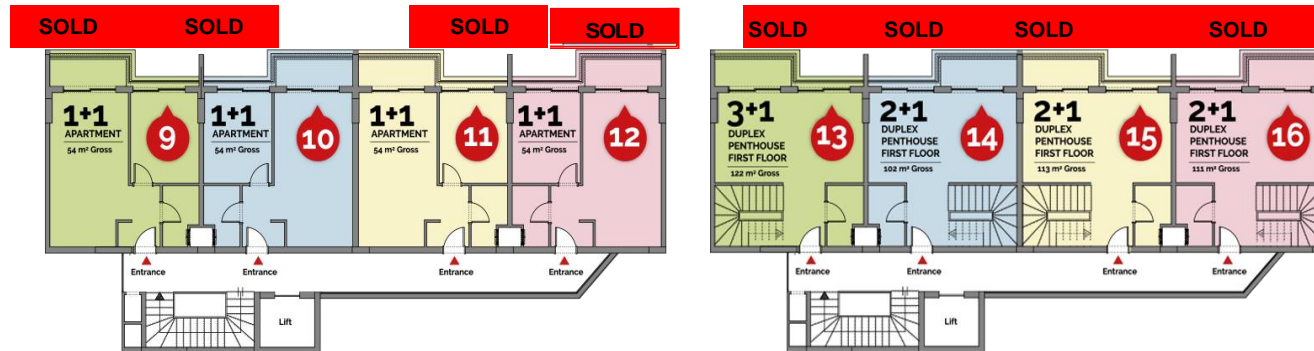 SOLD
SOLD
SOLD
SOLD
SOLD
SOLD
SOLD
SOLD
1+1
APARTMENT
54 m² Gross
9
1+1
APARTMENT
54 m² Gross
10
1+1
APARTMENT
54 m² Gross
11
1+1
APARTMENT
54 m² Gross
12
Entrance
Entrance
Entrance
Entrance
Lift
3+1
DUPLEX
PENTHOUSE
FIRST FLOOR
122 m² Gross
13
2+1
DUPLEX
PENTHOUSE
FIRST FLOOR
102 m² Gross
14
2+1
DUPLEX
PENTHOUSE
FIRST FLOOR
113 m² Gross
15
2+1
DUPLEX
PENTHOUSE
FIRST FLOOR
111 m² Gross
16
Entrance
Entrance
Entrance
Entrance
Lift